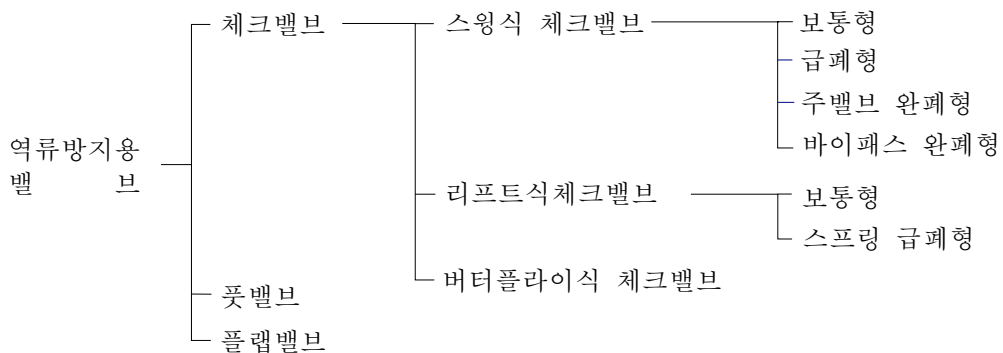 체크밸브
스윙식 체크밸브
보통형
급폐형
주밸브 완폐형
바이패스 완폐형
역류방지용
밸 브
리프트식체크밸브
보통형
스프링 급폐형
버터플라이식 체크밸브
풋밸브
플랩밸브